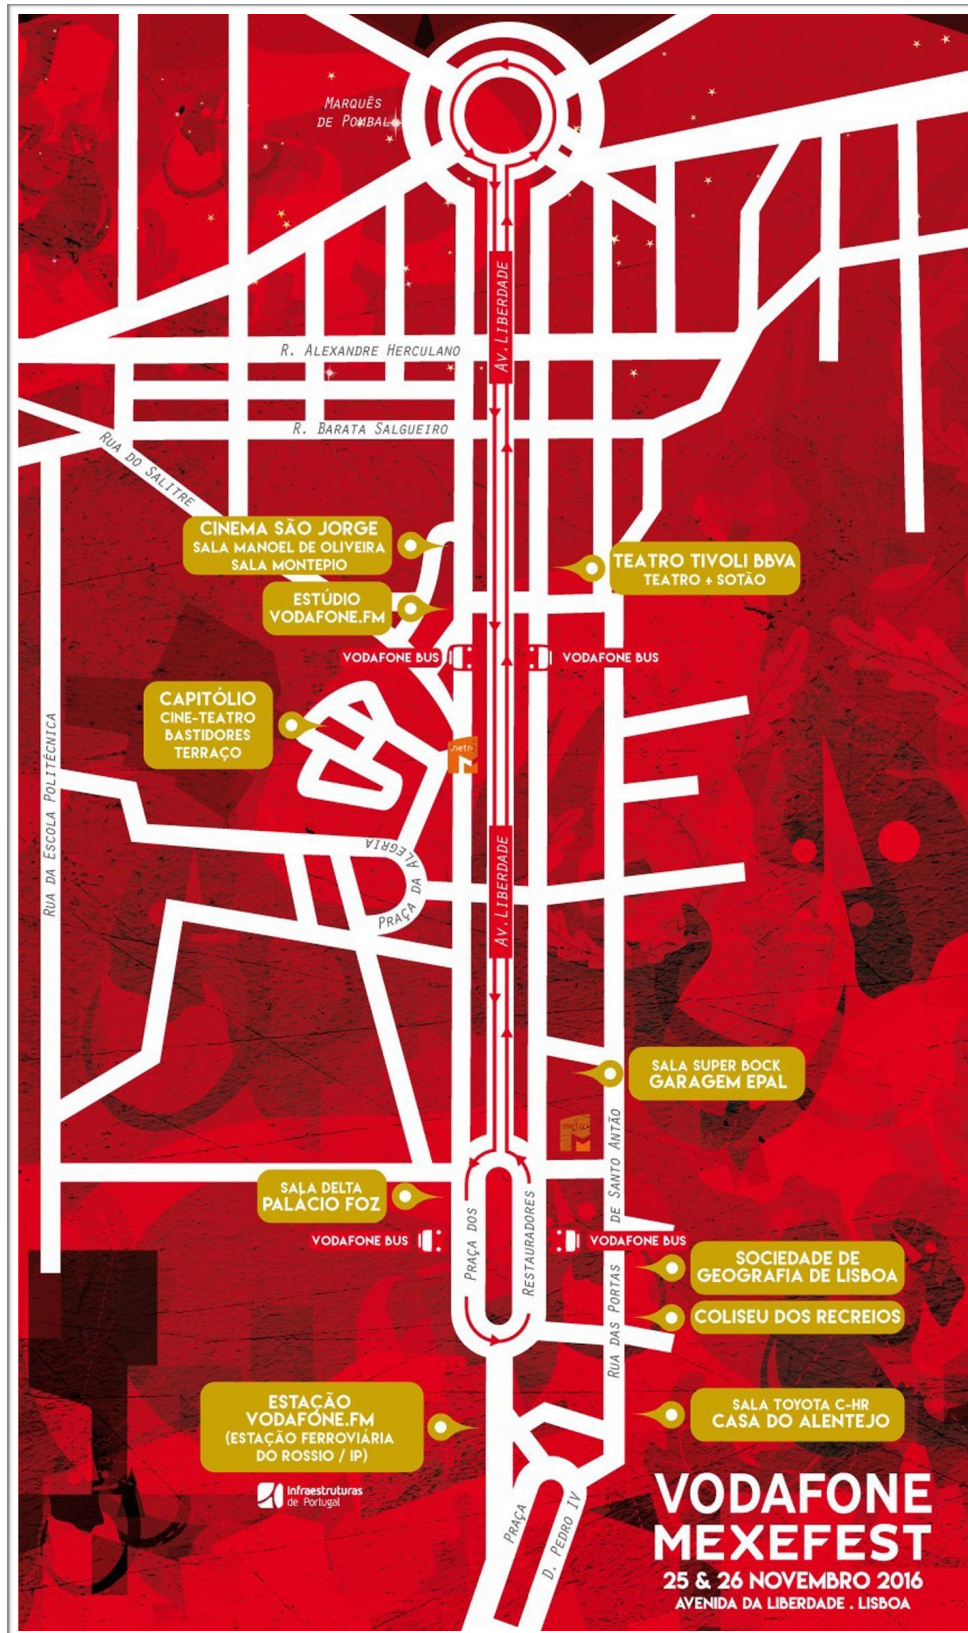 MARQUÊS
DE POMBAL
AV. LIBERDADE
R. ALEXANDRE HERCULANO
R. BARATA SALGUEIRO
RUA DO SALITRE
CINEMA SÃO JORGE
SALA MANOEL DE OLIVEIRA
SALA MONTEPIO
TEATRO TIVOLI BBVA
TEATRO + SOTÃO
ESTÚDIO
VODAFONE.FM
VODAFONE BUS
VODAFONE BUS
CAPITÓLIO
CINE-TEATRO
BASTIDORES
TERRAÇO
metro
RUA DA ESCOLA POLITÉCNICA
PRAÇA DA ALEGRIA
AV. LIBERDADE
SALA SUPER BOCK
GARAGEM EPAL
metro
RUA DAS PORTAS DE SANTO ANTÃO
SALA DELTA
PALÁCIO FOZ
PRAÇA DOS
RESTAURADORES
VODAFONE BUS
VODAFONE BUS
SOCIEDADE DE
GEOGRAFIA DE LISBOA
COLISEU DOS RECREIOS
ESTAÇÃO
VODAFONE.FM
(ESTAÇÃO FERROVIÁRIA
DO ROSSIO / IP)
SALA TOYOTA C-HR
CASA DO ALENTEJO
Infraestruturas
de Portugal
PRAÇA
D. PEDRO IV
VODAFONE
MEXEFEST
25 & 26 NOVEMBRO 2016
AVENIDA DA LIBERDADE . LISBOA